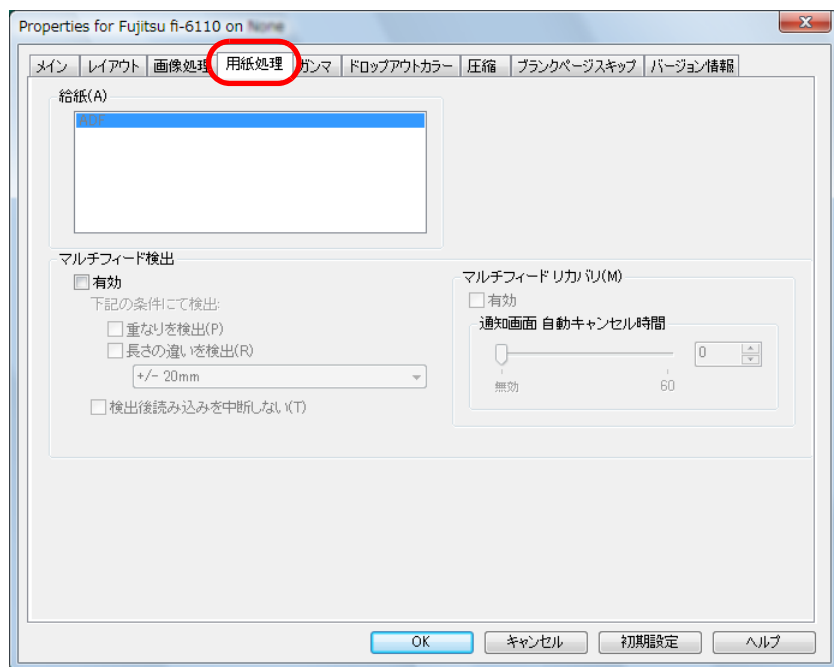 Properties for Fujitsu fi-6110 on None
メイン レイアウト 画像処理 用紙処理 ガンマ ドロップアウトカラー 圧縮 ブランクページスキップ バージョン情報
給紙(A)
ADF
マルチフィード検出
有効
下記の条件にて検出:
重なりを検出(P)
長さの違いを検出(R)
+/- 20mm
検出後読み込みを中断しない(T)
マルチフィード リカバリ(M)
有効
通知画面 自動キャンセル時間
0
無効 60
OK キャンセル 初期設定 ヘルプ